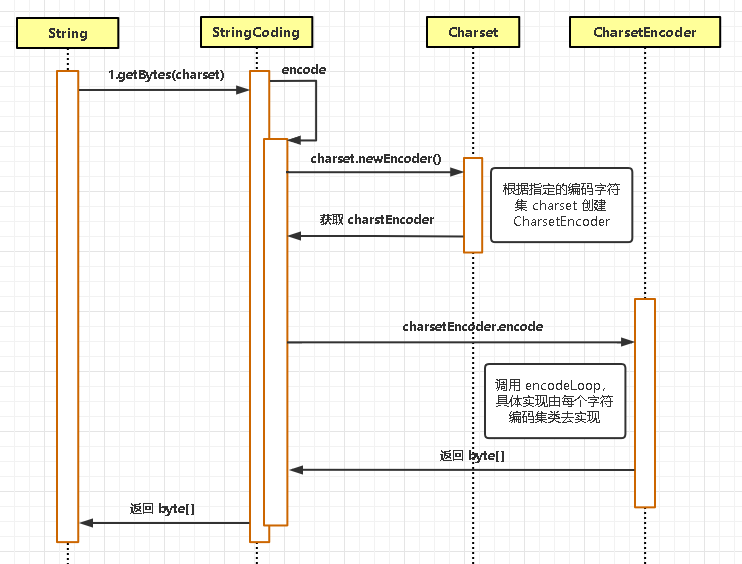 String
StringCoding
Charset
CharsetEncoder
1.getBytes(charset)
encode
charset.newEncoder()
根据指定的编码字符
集 charset 创建
CharsetEncoder
获取 charstEncoder
charsetEncoder.encode
调用 encodeLoop，
具体实现由每个字符
编码集类去实现
返回 byte[]
返回 byte[]